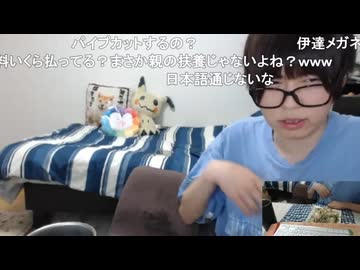 パイプカットするの？ 伊達メガネ
料いくら払ってる？まさか親の扶養じゃないよね？www
日本語通じないな